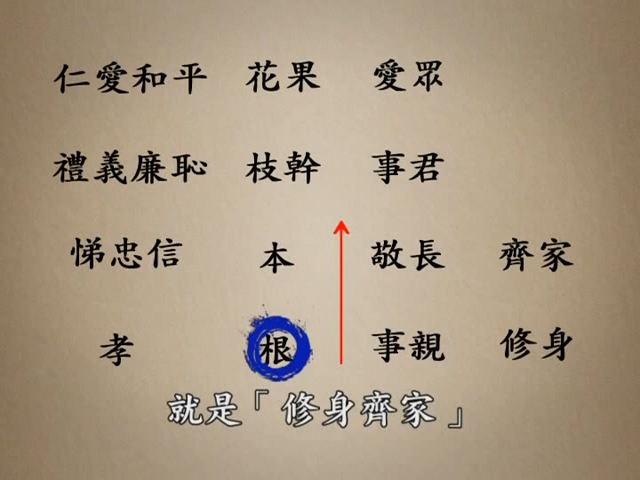 仁愛和平 花果 愛眾
禮義廉恥 枝幹 事君
悌忠信 本 敬長 齊家
孝 根 事親 修身
就是「修身齊家」